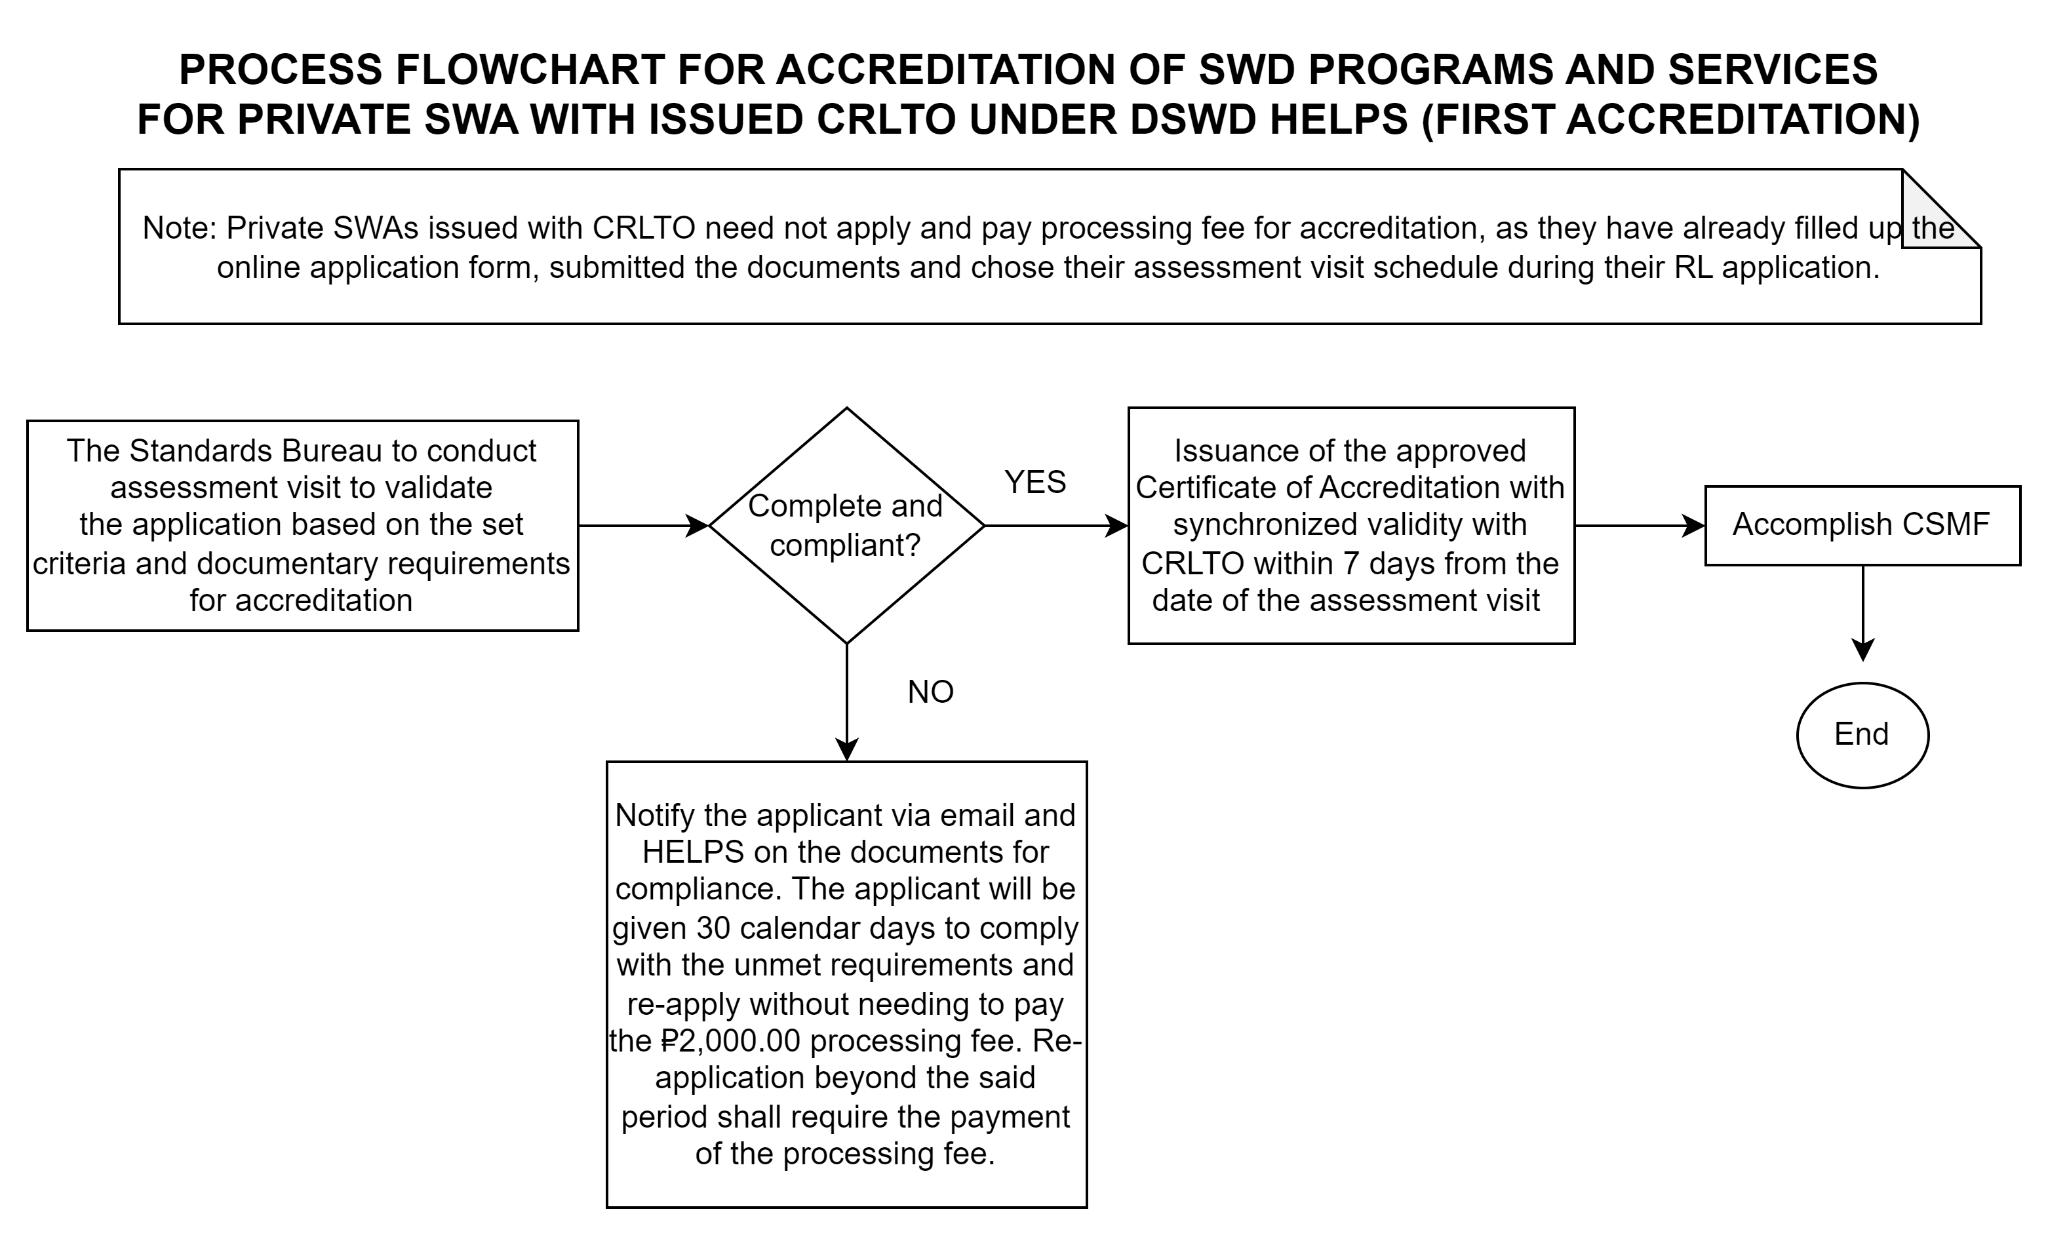 PROCESS FLOWCHART FOR ACCREDITATION OF SWD PROGRAMS AND SERVICES
FOR PRIVATE SWA WITH ISSUED CRLTO UNDER DSWD HELPS (FIRST ACCREDITATION)
Note: Private SWAs issued with CRLTO need not apply and pay processing fee for accreditation, as they have already filled up the
online application form, submitted the documents and chose their assessment visit schedule during their RL application.
The Standards Bureau to conduct
assessment visit to validate
the application based on the set
criteria and documentary requirements
for accreditation
Complete and
compliant?
YES
Issuance of the approved
Certificate of Accreditation with
synchronized validity with
CRLTO within 7 days from the
date of the assessment visit
Accomplish CSMF
End
NO
Notify the applicant via email and
HELPS on the documents for
compliance. The applicant will be
given 30 calendar days to comply
with the unmet requirements and
re-apply without needing to pay
the ₽2,000.00 processing fee. Re-
application beyond the said
period shall require the payment
of the processing fee.